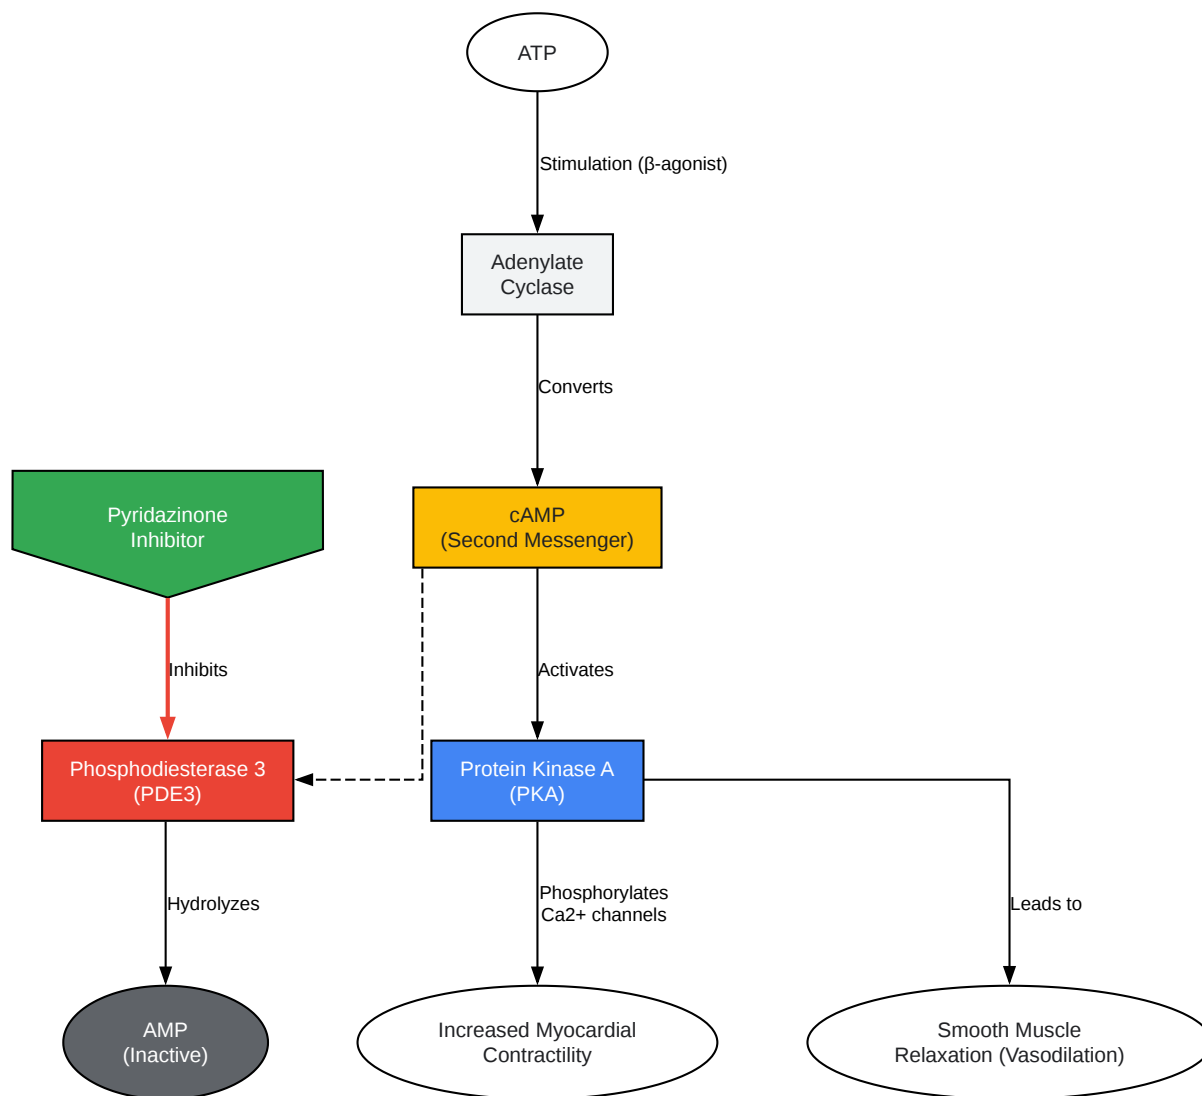 ATP
Stimulation (β-agonist)
Adenylate
Cyclase
Converts
Pyridazinone
Inhibitor
cAMP
(Second Messenger)
Inhibits
Activates
Phosphodiesterase 3
(PDE3)
Protein Kinase A
(PKA)
Hydrolyzes
Phosphorylates
Ca2+ channels
Leads to
AMP
(Inactive)
Increased Myocardial
Contractility
Smooth Muscle
Relaxation (Vasodilation)